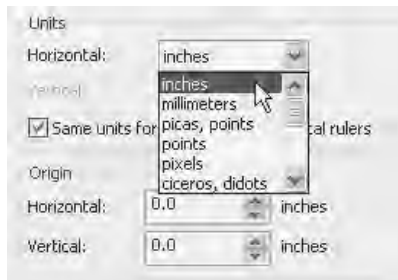 Units
Horizontal: inches
Vertical: inches
millimeters
Same units for picas, points cal rulers
points
pixels
Origin ciceros, didots
Horizontal: 0.0 inches
Vertical: 0.0 inches